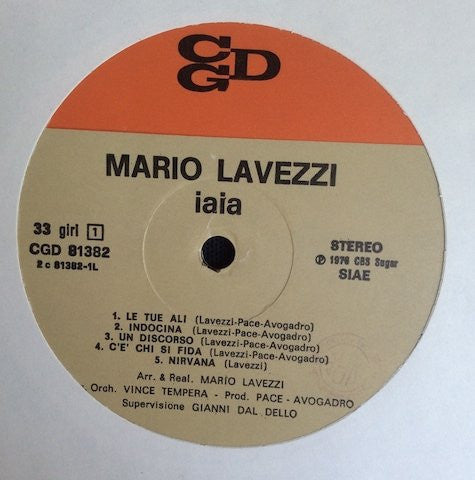 CGD
MARIO LAVEZZI
iaia
33 giri 1
CGD 81382
2 c 81382-1L
STEREO
℗ 1976 CBS Sugar
SIAE
1. LE TUE ALI (Lavezzi-Pace-Avogadro)
2. INDOCINA (Lavezzi-Pace-Avogadro)
3. UN DISCORSO (Lavezzi-Pace-Avogadro)
4. C'E' CHI SI FIDA (Lavezzi-Pace-Avogadro)
5. NIRVANA (Lavezzi)
Arr. & Real. MARIO LAVEZZI
Orch. VINCE TEMPERA - Prod. PACE - AVOGADRO
Supervisione GIANNI DAL DELLO